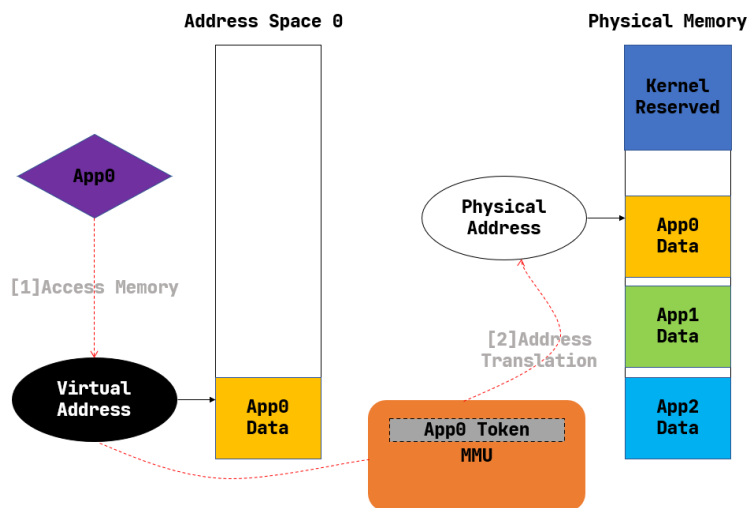 Address Space 0
Physical Memory
Kernel
Reserved
App0
Physical
Address
App0
Data
[1]Access Memory
App1
Data
[2]Address
Translation
Virtual
Address
App0
Data
App2
Data
App0 Token
MMU